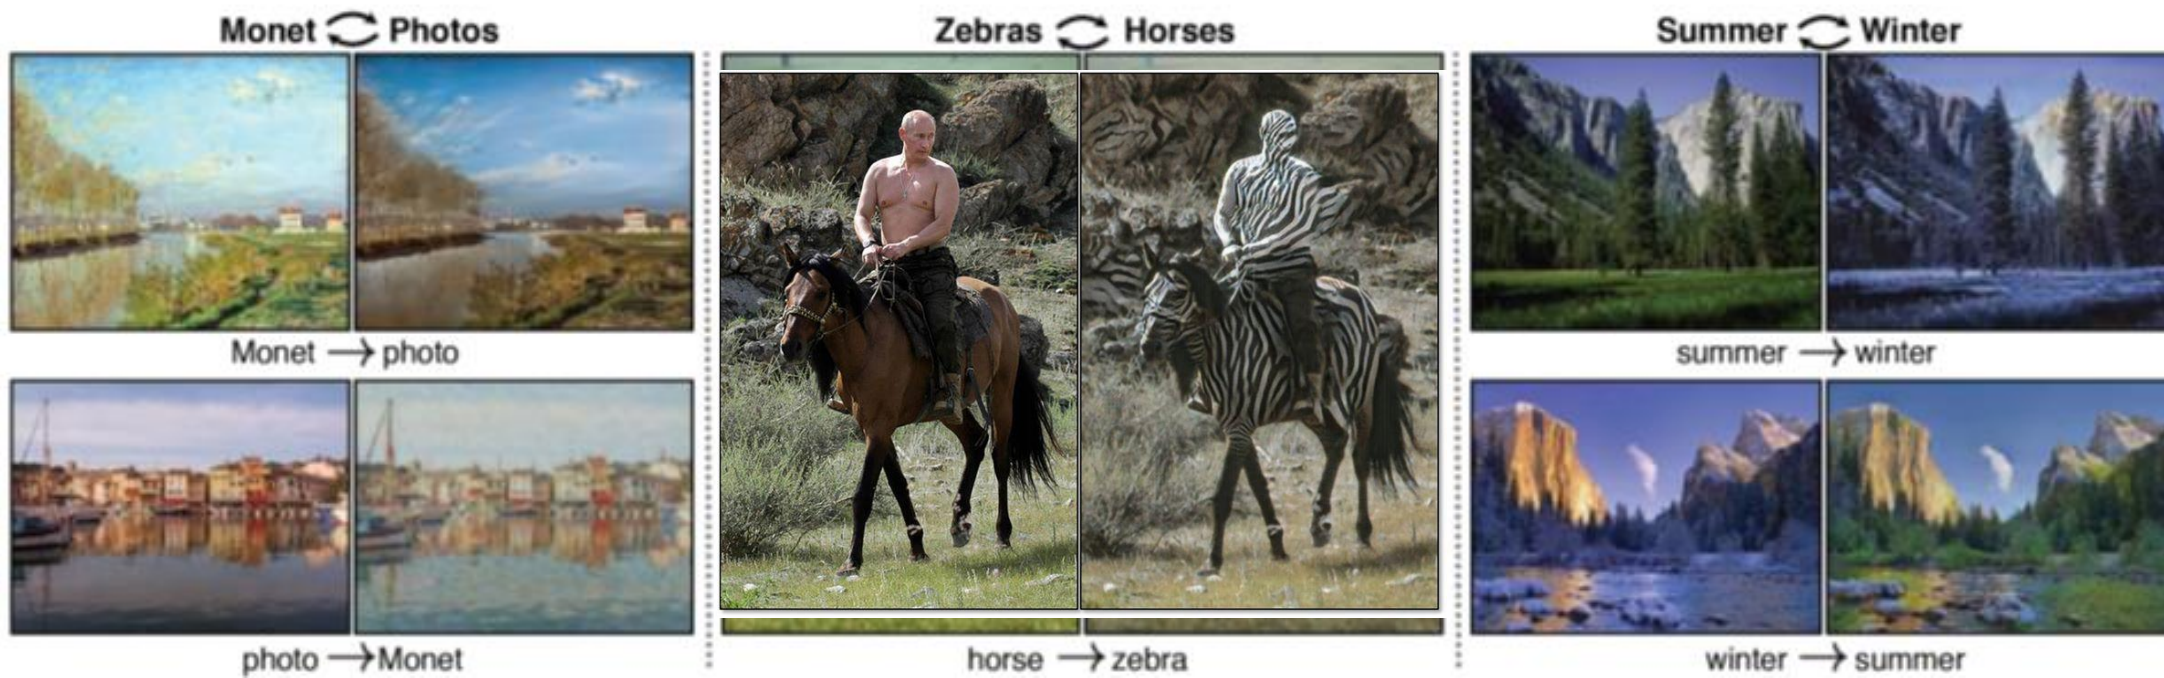 Monet ⇄ Photos
Zebras ⇄ Horses
Summer ⇄ Winter
Monet → photo
summer → winter
photo → Monet
horse → zebra
winter → summer